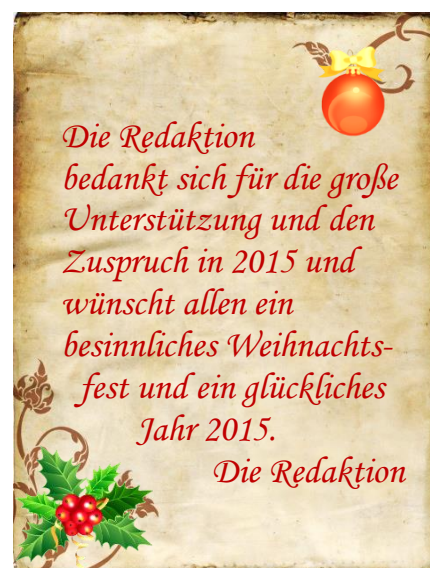 Die Redaktion
bedankt sich für die große
Unterstützung und den
Zuspruch in 2015 und
wünscht allen ein
besinnliches Weihnachts-
fest und ein glückliches
Jahr 2015.
Die Redaktion